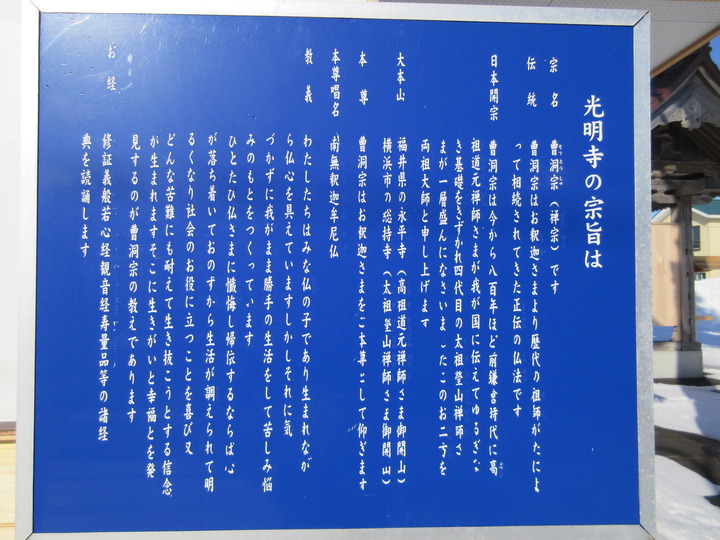 光明寺の宗旨は
宗名 曹洞宗（禅宗）です
伝統 曹洞宗はお釈迦さまより歴代の祖師がたによ
って相続されてきた正伝の仏法です
日本開宗 曹洞宗は今から八百年ほど前鎌倉時代に高
祖道元禅師さまが我が国に伝えてゆるぎな
き基礎をきずかれ四代目の太祖瑩山禅師さ
まが一層盛んになさいま たこのお二方を
両祖大師と申し上げます
大本山 福井県の永平寺（高祖道元禅師さま御開山）
横浜市の總持寺（太祖瑩山禅師さま御開山）
本尊 曹洞宗はお釈迦さまをご本尊として仰ぎます
本尊唱名 南無釈迦牟尼仏
教義 わたしたちはみな仏の子であり生まれなが
ら仏心を具えていますしかしそれに気
づかずに我がまま勝手の生活をして苦しみ悩
みのもとをつくっています
ひとたび仏さまに懺悔し帰依するならば心
が落ち着いておのずから生活が調えられて明
るくなり社会のお役に立つことを喜び又
どんな苦難にも耐えて生き抜こうとする信念
が生まれますそこに生きがいと幸福とを発
見するのが曹洞宗の教えであります
お経 修証義般若心経観音経寿量品等の諸経
典を読誦します